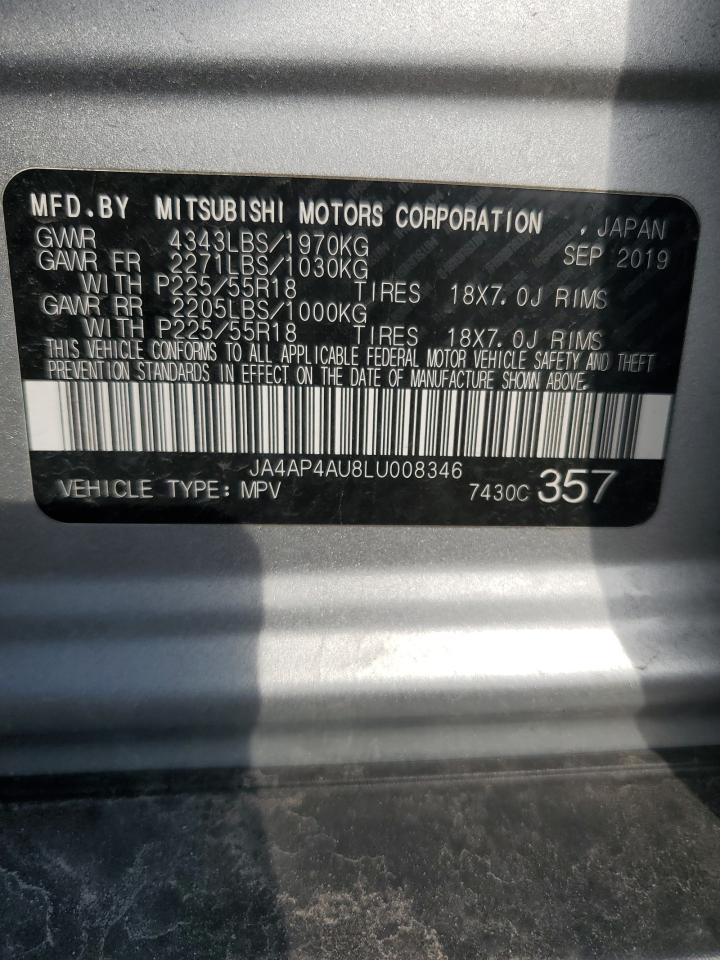 MFD.BY MITSUBISHI MOTORS CORPORATION , JAPAN
GVWR 4343LBS/1970KG SEP 2019
GAWR FR 2271LBS/1030KG
WITH P225/55R18 TIRES 18X7.0J RIMS
GAWR RR 2205LBS/1000KG
WITH P225/55R18 TIRES 18X7.0J RIMS
THIS VEHICLE CONFORMS TO ALL APPLICABLE FEDERAL MOTOR VEHICLE SAFETY AND THEFT
PREVENTION STANDARDS IN EFFECT ON THE DATE OF MANUFACTURE SHOWN ABOVE.
JA4AP4AU8LU008346
VEHICLE TYPE: MPV 7430C 357